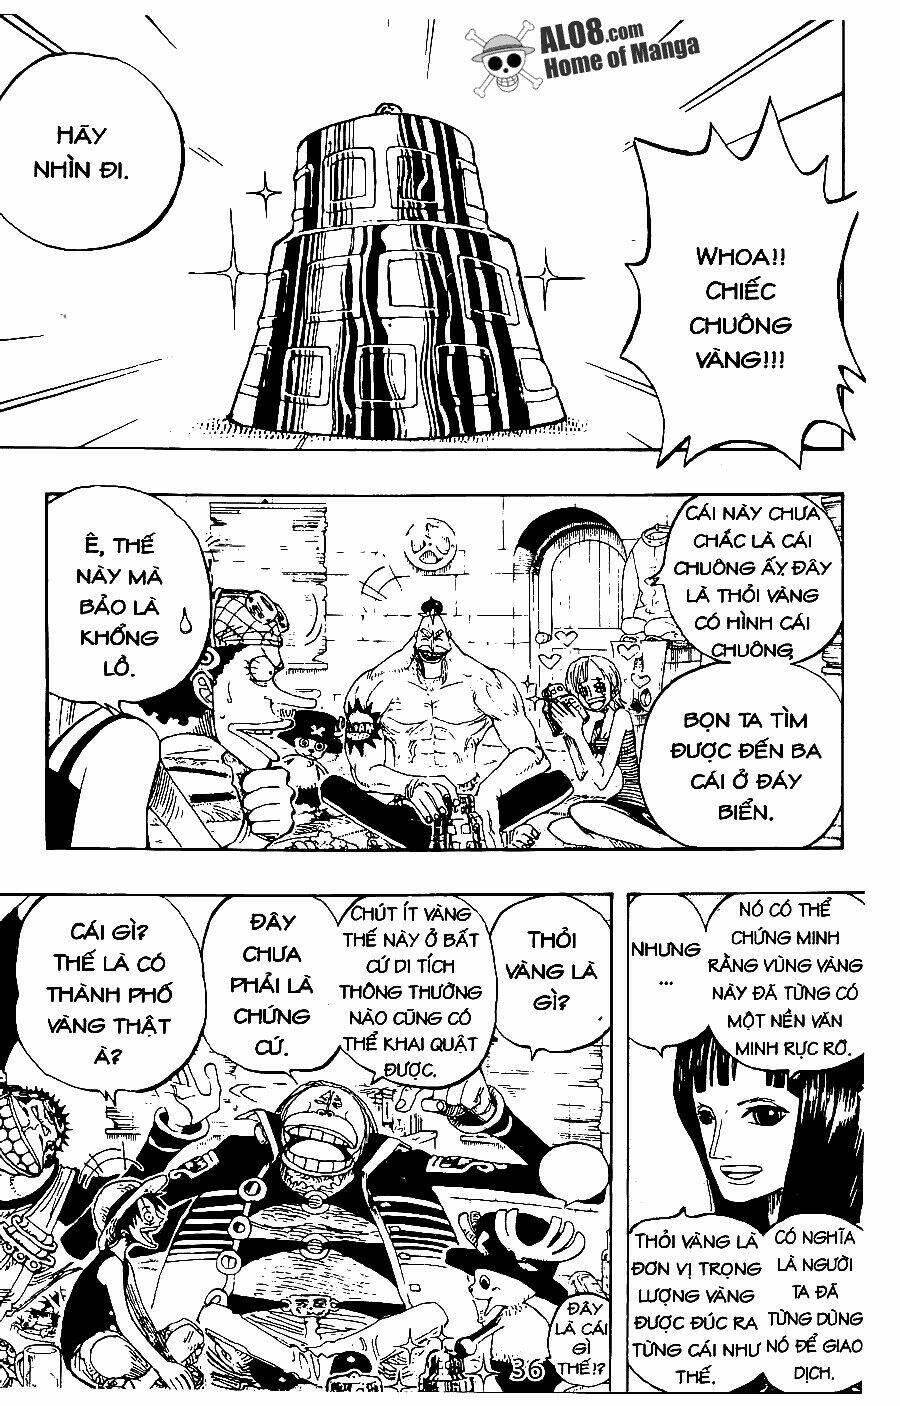 AL08.com
Home of Manga
WHOA!!
CHIẾC
CHUÔNG
VÀNG!!!
HÃY
NHÌN ĐI.
CÁI NÀY CHƯA
CHẮC LÀ CÁI
CHUÔNG ẤY. ĐÂY
LÀ THỎI VÀNG
CÓ HÌNH CÁI
CHUÔNG.
BỌN TA TÌM
ĐƯỢC ĐẾN BA
CÁI Ở ĐÁY
BIỂN.
Ê, THẾ
NÀY MÀ
BẢO LÀ
KHỔNG
LỒ.
NÓ CÓ THỂ
CHỨNG MINH
RẰNG VÙNG VÀNG
NÀY ĐÃ TỪNG CÓ
MỘT NỀN VĂN
MINH RỰC RỠ.
NHƯNG
...
CÓ NGHĨA
LÀ NGƯỜI
TA ĐÃ
TỪNG DÙNG
NÓ ĐỂ GIAO
DỊCH.
THỎI VÀNG LÀ
ĐƠN VỊ TRỌNG
LƯỢNG VÀNG
ĐƯỢC ĐÚC RA
TỪNG CÁI NHƯ
THẾ.
THỎI
VÀNG LÀ
GÌ?
CHÚT ÍT VÀNG
THẾ NÀY Ở BẤT
CỨ DI TÍCH
THÔNG THƯỜNG
NÀO CŨNG CÓ
THỂ KHAI QUẬT
ĐƯỢC.
ĐÂY
CHƯA
PHẢI LÀ
CHỨNG
CỨ.
CÁI GÌ?
THẾ LÀ CÓ
THÀNH PHỐ
VÀNG THẬT
À?
ĐÂY
LÀ CÁI
GÌ
THẾ!?
36